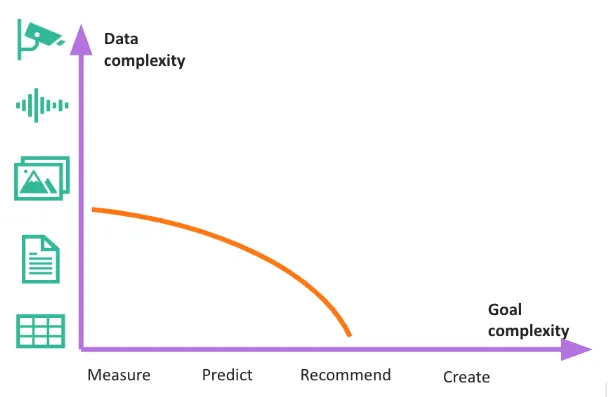 Data
complexity
Goal
complexity
Measure
Predict
Recommend
Create